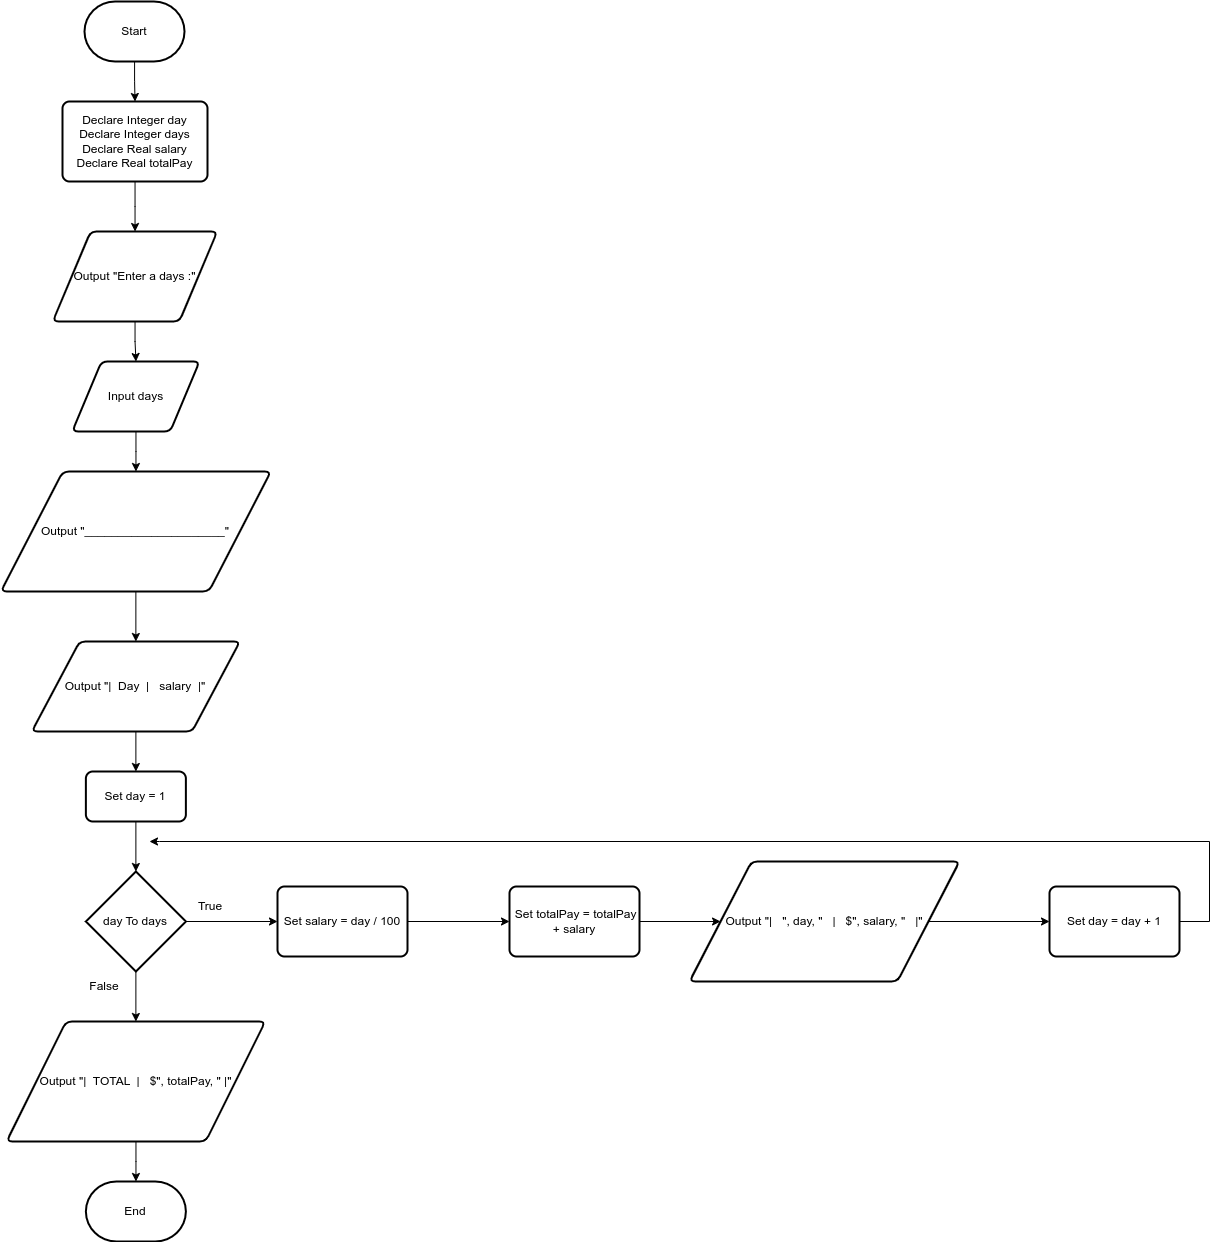 Start
Declare Integer day
Declare Integer days
Declare Real salary
Declare Real totalPay
Output "Enter a days :"
Input days
Output "_____________________"
Output "|  Day  |   salary  |"
Set day = 1
day To days
True
Set salary = day / 100
Set totalPay = totalPay
+ salary
Output "|   ", day, "   |   $", salary, "   |"
Set day = day + 1
False
Output "|  TOTAL  |   $", totalPay, " |"
End